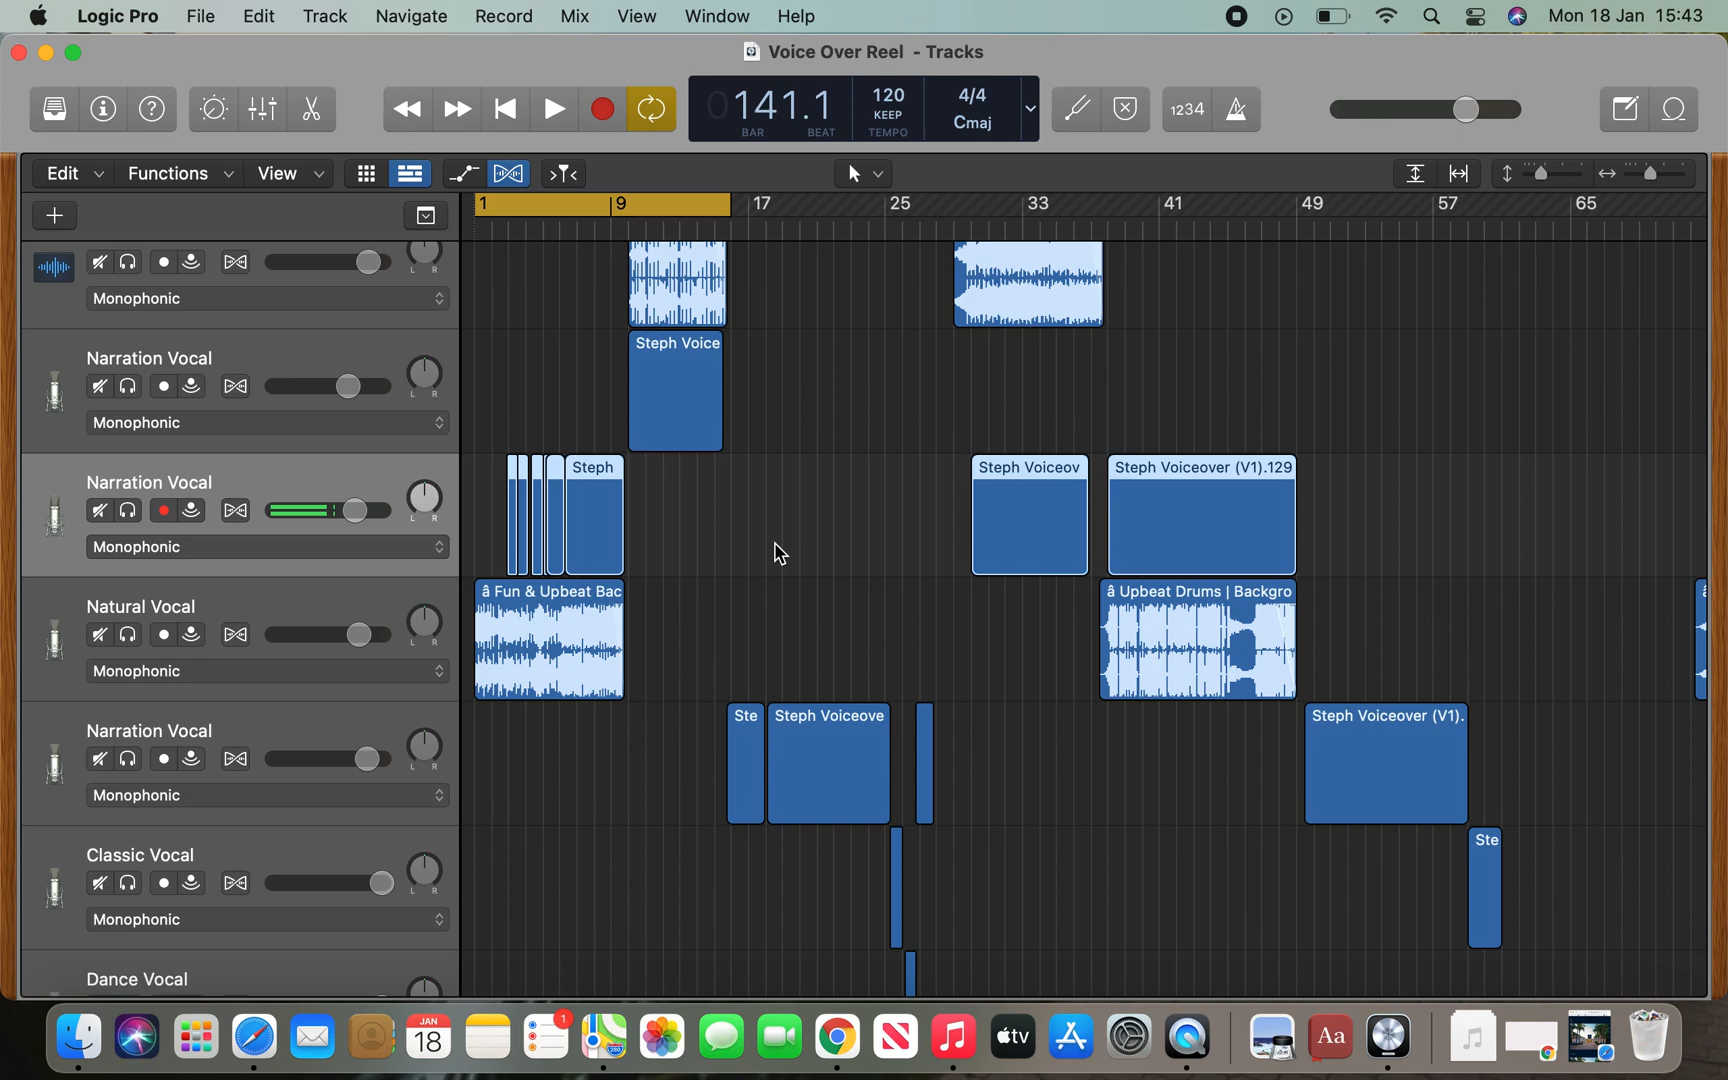 Logic Pro File Edit Track Navigate Record Mix View Window Help Mon 18 Jan 15:43
Voice Over Reel - Tracks
0141.1 120 4/4 1234
KEEP Cmaj
BAR BEAT TEMPO
Edit Functions View
1 9 17 25 33 41 49 57 65
L R
Monophonic
Steph Voice
Narration Vocal
L R
Monophonic
Steph Steph Voiceov Steph Voiceover (V1).129
Narration Vocal
L R
Monophonic
â Fun & Upbeat Bac â Upbeat Drums | Backgro
Natural Vocal
L R
Monophonic
Ste Steph Voiceove Steph Voiceover (V1).
Narration Vocal
L R
Monophonic
Ste
Classic Vocal
L R
Monophonic
Dance Vocal
JAN
18
1
tv
Aa